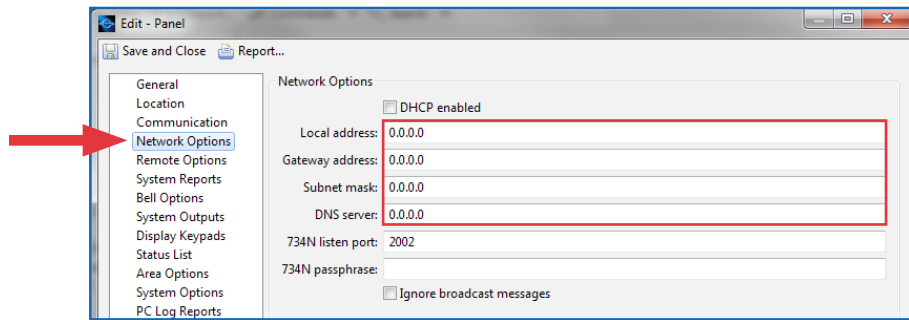 Edit - Panel
Save and Close Report...
General
Location
Communication
Network Options
Remote Options
System Reports
Bell Options
System Outputs
Display Keypads
Status List
Area Options
System Options
PC Log Reports
Network Options
DHCP enabled
Local address: 0.0.0.0
Gateway address: 0.0.0.0
Subnet mask: 0.0.0.0
DNS server: 0.0.0.0
734N listen port: 2002
734N passphrase:
Ignore broadcast messages